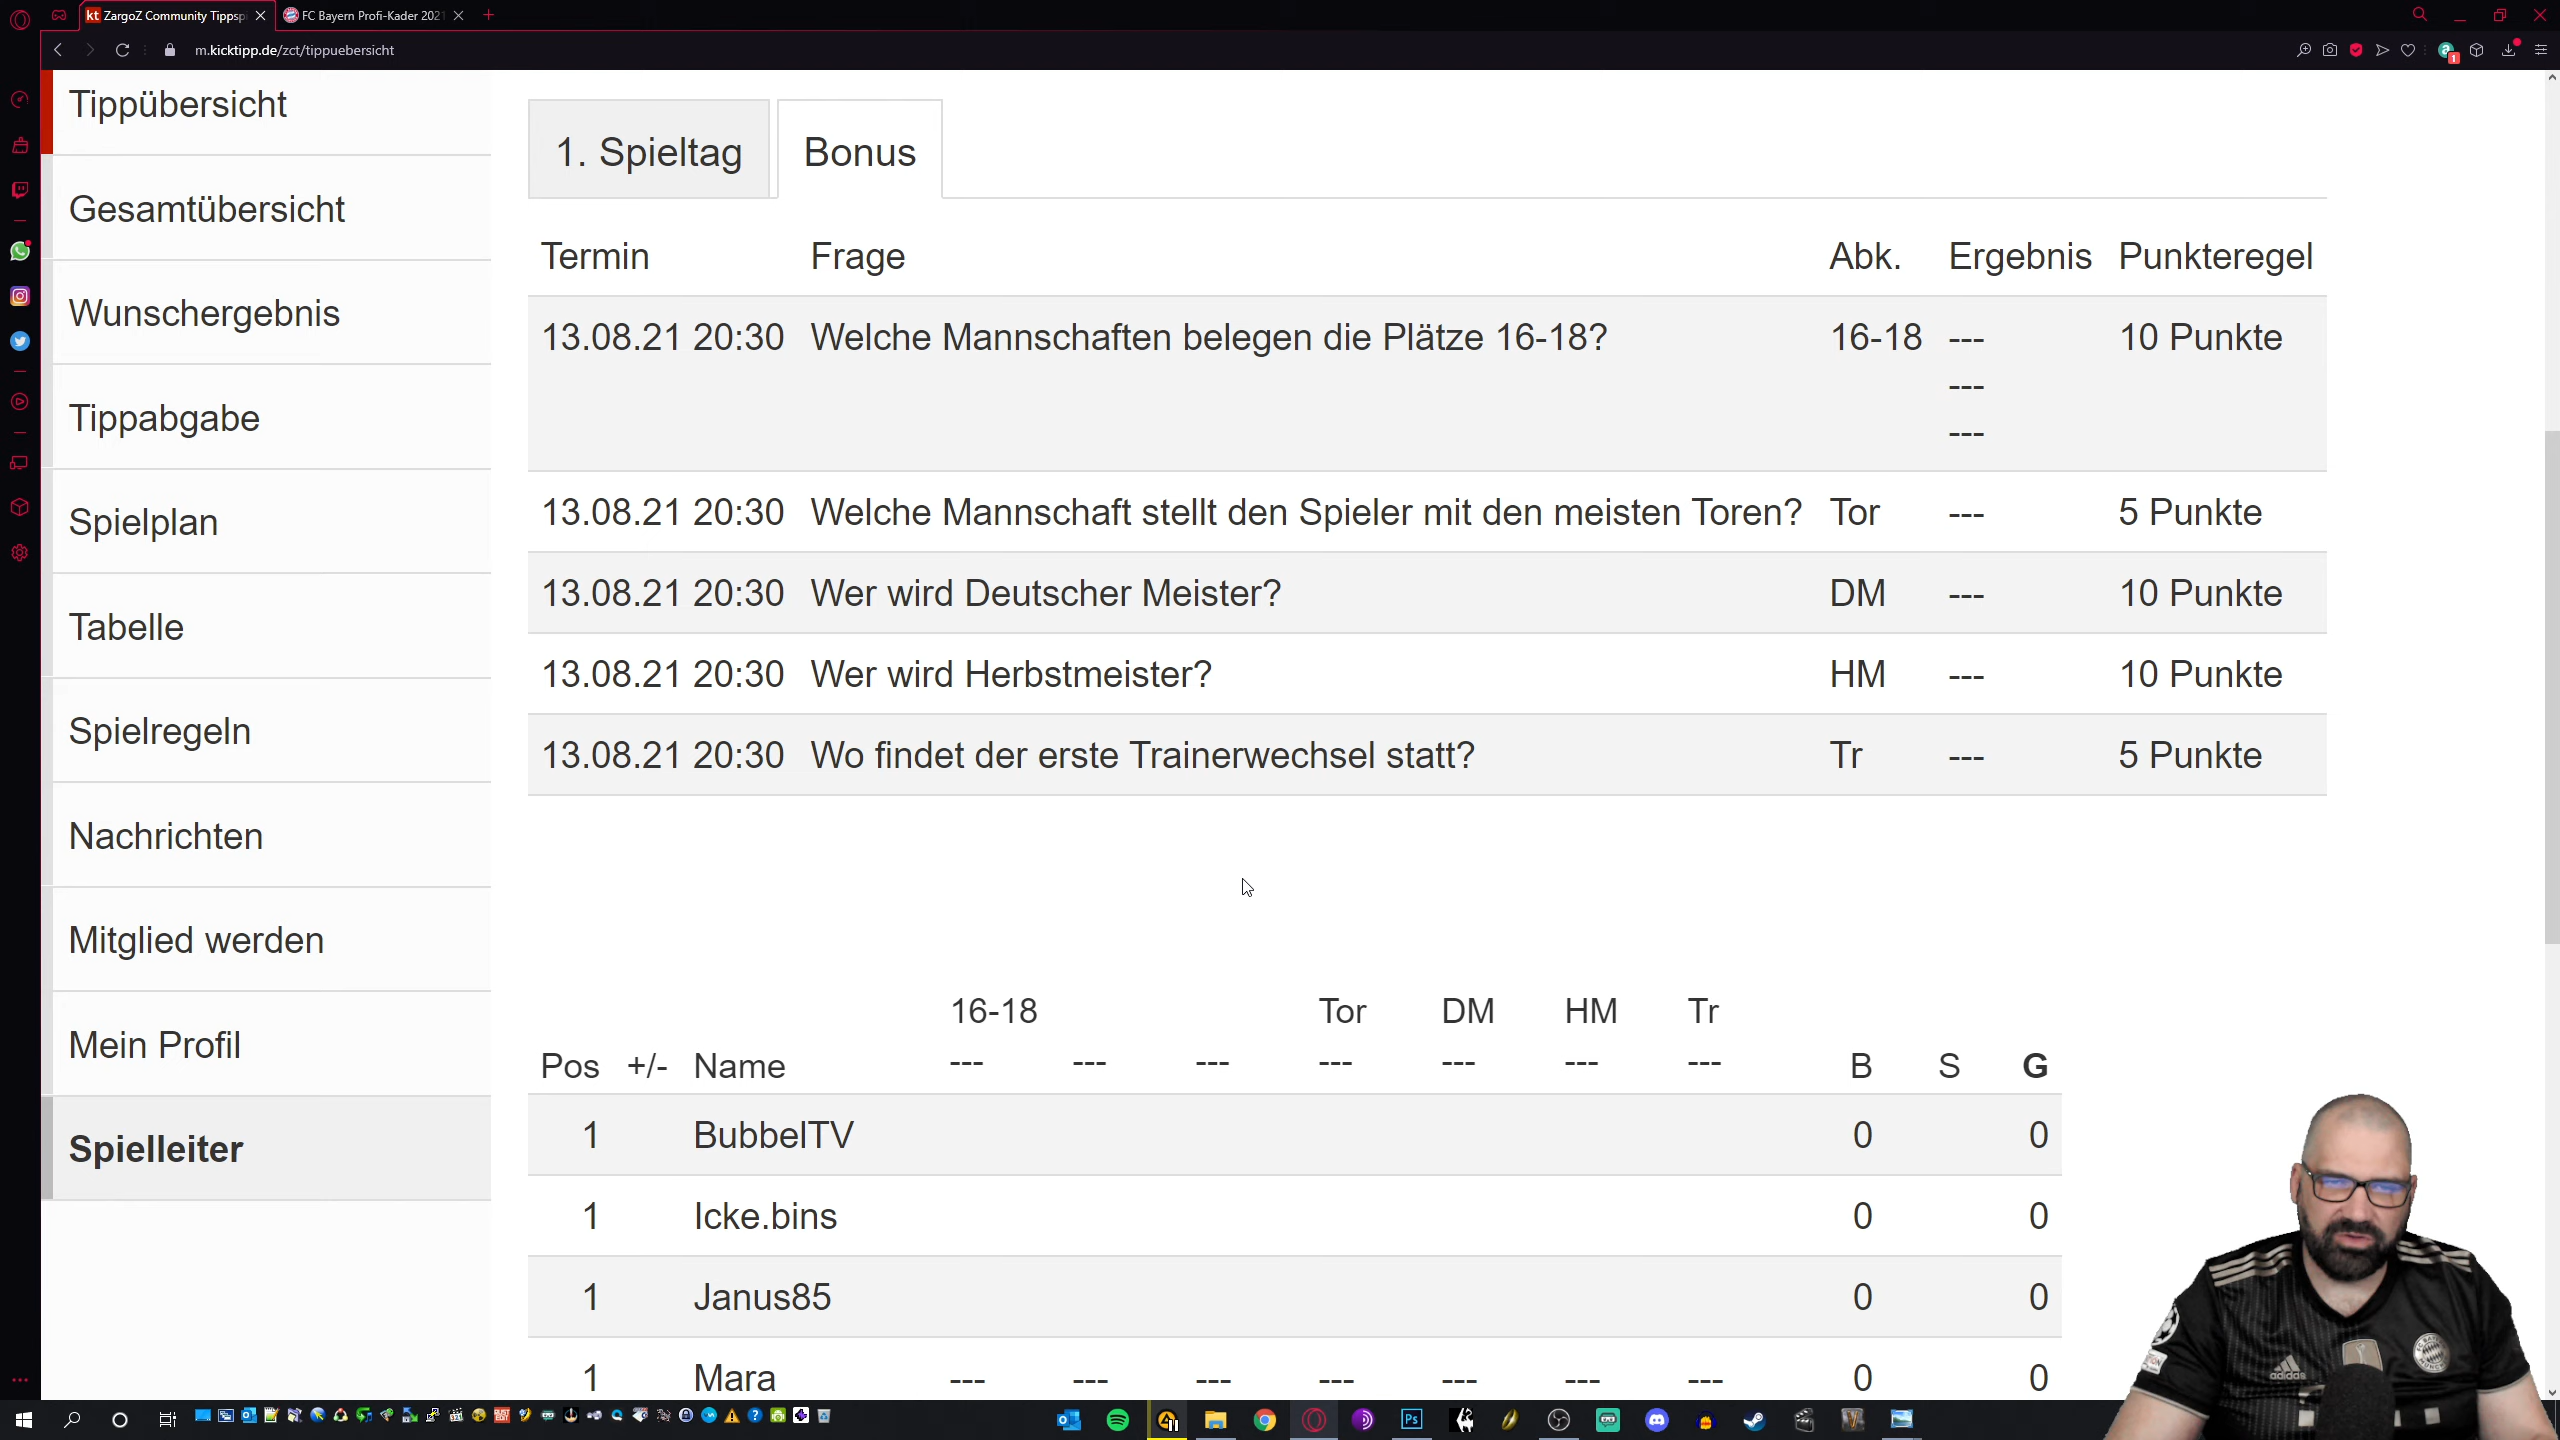 kt ZargoZ Community Tippspi
FC Bayern Profi-Kader 2021
m.kicktipp.de/zct/tippuebersicht
1
Tippübersicht
Gesamtübersicht
Wunschergebnis
Tippabgabe
Spielplan
Tabelle
Spielregeln
Nachrichten
Mitglied werden
Mein Profil
Spielleiter
1. Spieltag Bonus
Termin Frage Abk. Ergebnis Punkteregel
13.08.21 20:30 Welche Mannschaften belegen die Plätze 16-18? 16-18 --- 10 Punkte
---
---
13.08.21 20:30 Welche Mannschaft stellt den Spieler mit den meisten Toren? Tor --- 5 Punkte
13.08.21 20:30 Wer wird Deutscher Meister? DM --- 10 Punkte
13.08.21 20:30 Wer wird Herbstmeister? HM --- 10 Punkte
13.08.21 20:30 Wo findet der erste Trainerwechsel statt? Tr --- 5 Punkte
16-18 Tor DM HM Tr
Pos +/- Name --- --- --- --- --- --- --- B S G
1 BubbelTV 0 0
1 Icke.bins 0 0
1 Janus85 0 0
1 Mara --- --- --- --- --- --- --- 0 0
adidas
Ps